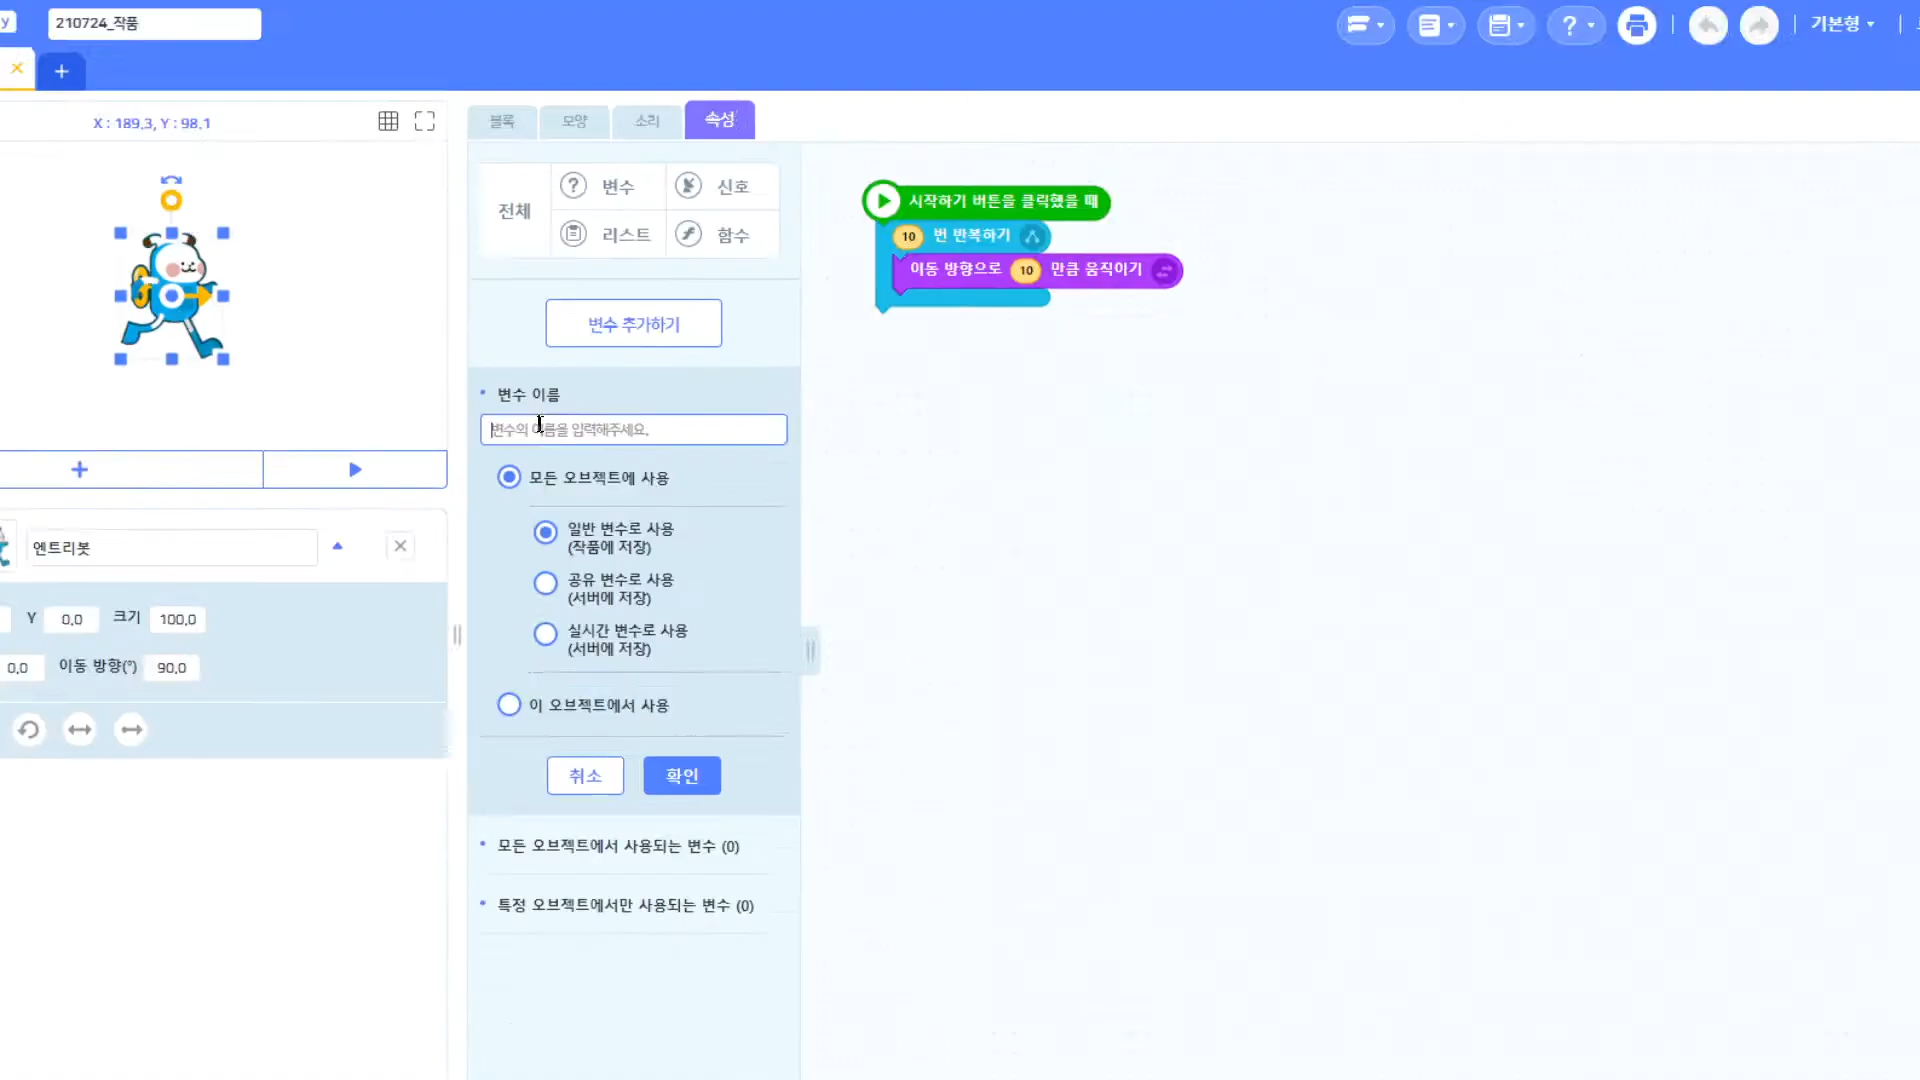 y
210724_작품
?
기본형
X : 189.3, Y : 98.1
블록
모양
소리
속성
전체
? 변수
신호
리스트
함수
변수 추가하기
변수 이름
변수의 이름을 입력해주세요.
모든 오브젝트에 사용
일반 변수로 사용
(작품에 저장)
공유 변수로 사용
(서버에 저장)
실시간 변수로 사용
(서버에 저장)
이 오브젝트에서 사용
취소
확인
모든 오브젝트에서 사용되는 변수 (0)
특정 오브젝트에서만 사용되는 변수 (0)
엔트리봇
Y 0.0 크기 100.0
0.0 이동 방향(°) 90.0
시작하기 버튼을 클릭했을 때
10 번 반복하기
이동 방향으로 10 만큼 움직이기